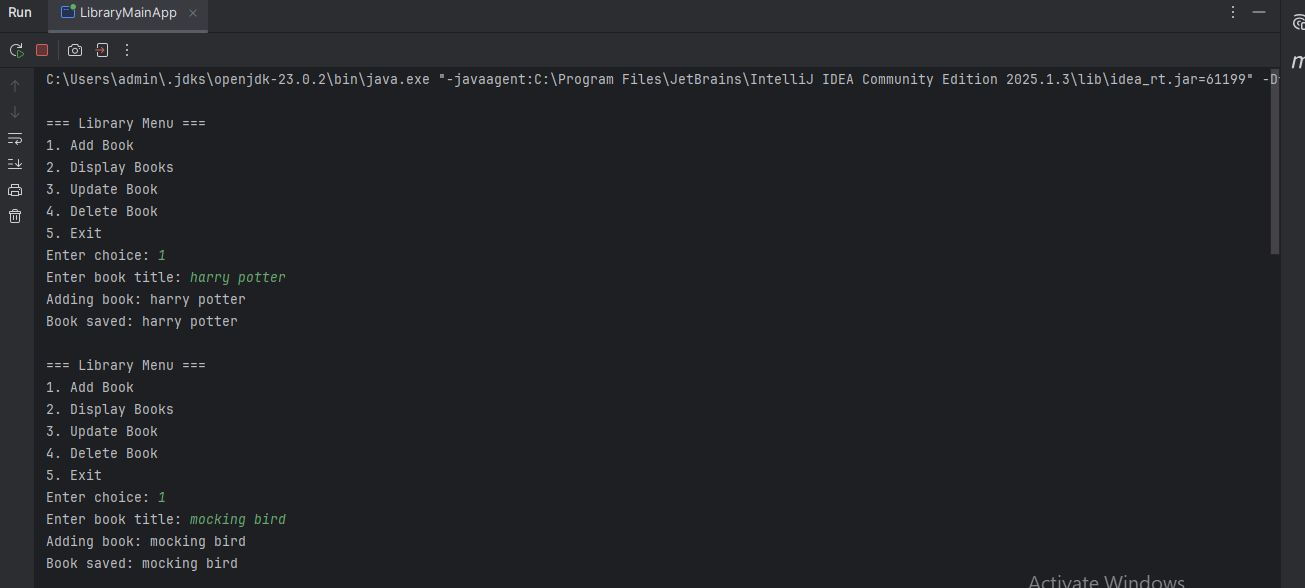 Run LibraryMainApp
C:\Users\admin\.jdks\openjdk-23.0.2\bin\java.exe "-javaagent:C:\Program Files\JetBrains\IntelliJ IDEA Community Edition 2025.1.3\lib\idea_rt.jar=61199"
=== Library Menu ===
1. Add Book
2. Display Books
3. Update Book
4. Delete Book
5. Exit
Enter choice: 1
Enter book title: harry potter
Adding book: harry potter
Book saved: harry potter
=== Library Menu ===
1. Add Book
2. Display Books
3. Update Book
4. Delete Book
5. Exit
Enter choice: 1
Enter book title: mocking bird
Adding book: mocking bird
Book saved: mocking bird
Activate Windows